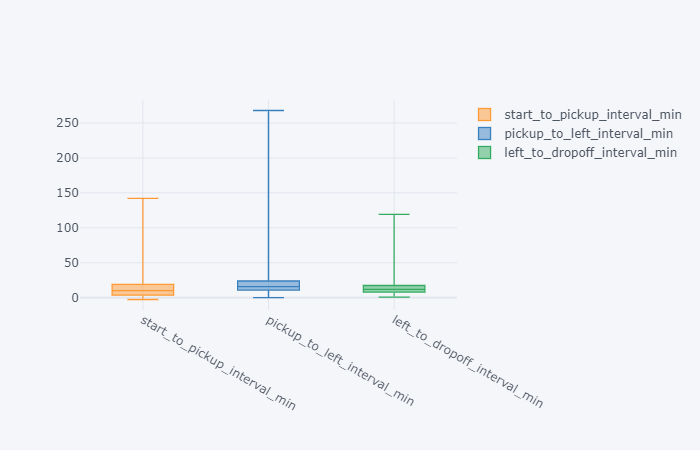 250
200
150
100
50
0
start_to_pickup_interval_min
pickup_to_left_interval_min
left_to_dropoff_interval_min
start_to_pickup_interval_min
pickup_to_left_interval_min
left_to_dropoff_interval_min